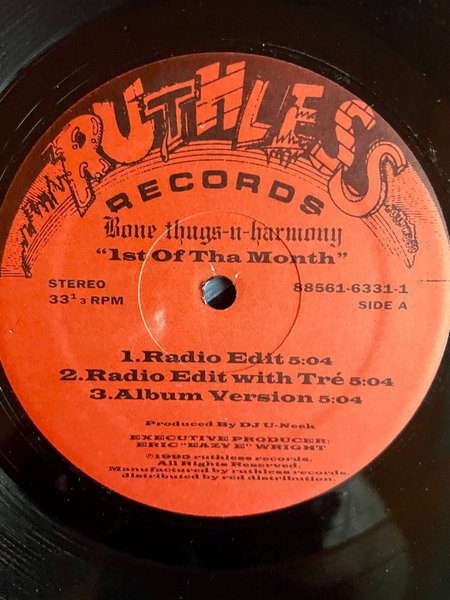 RUTHLESS
RECORDS
Bone thugs-n-harmony
"1st Of Tha Month"
STEREO
33 1/3 RPM
88561-6331-1
SIDE A
1.Radio Edit 5:04
2.Radio Edit with Tré 5:04
3.Album Version 5:04
Produced By DJ U-Neek
EXECUTIVE PRODUCER:
ERIC "EAZYE" WRIGHT
℗1995 ruthless records.
All Rights Reserved.
Manufactured by ruthless records.
distributed by red distribution.